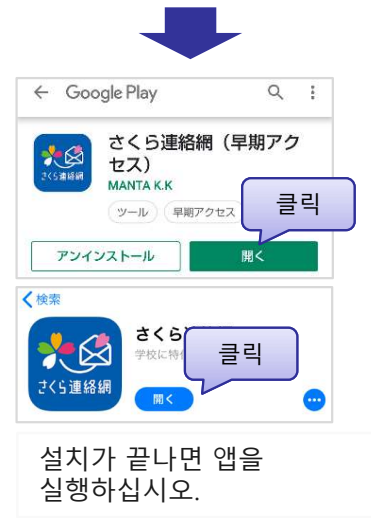 ← Google Play
さくら連絡網（早期アク
セス）
MANTA K.K
さくら連絡網
ツール 早期アクセス
클릭
アンインストール 開く
検索
さくら
学校に特
클릭
さくら連絡網
開く
설치가 끝나면 앱을
실행하십시오.